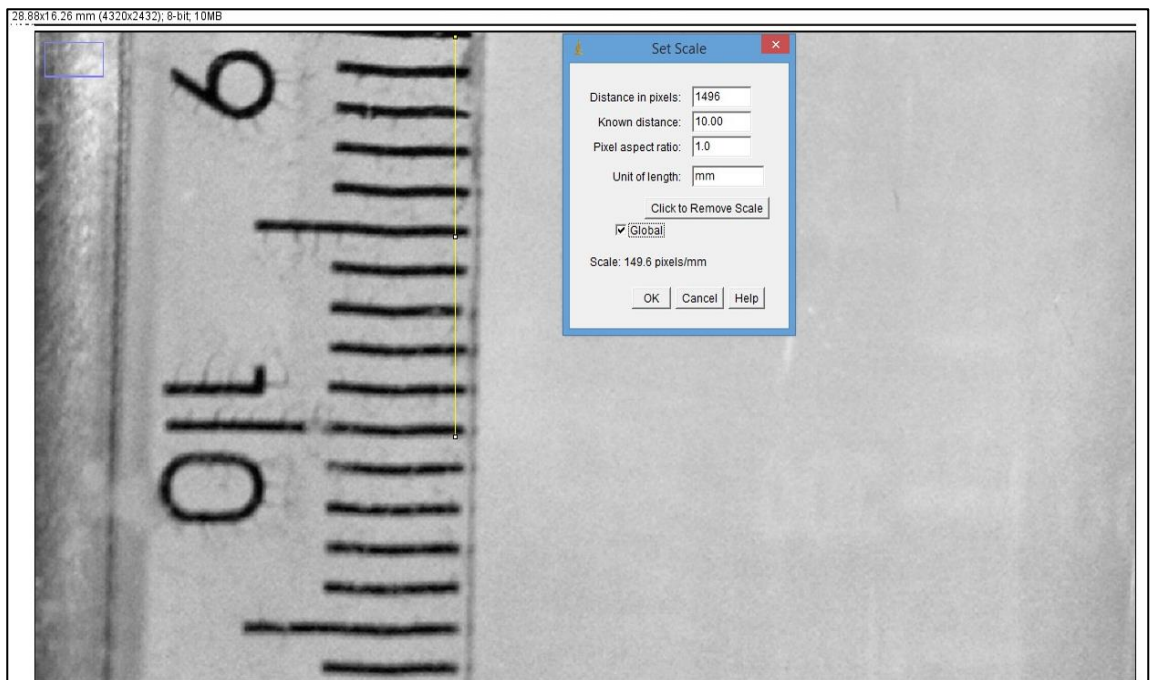 28.88x16.26 mm (4320x2432); 8-bit; 10MB
Set Scale
Distance in pixels: 1496
Known distance: 10.00
Pixel aspect ratio: 1.0
Unit of length: mm
Click to Remove Scale
Global
Scale: 149.6 pixels/mm
OK Cancel Help
9
10